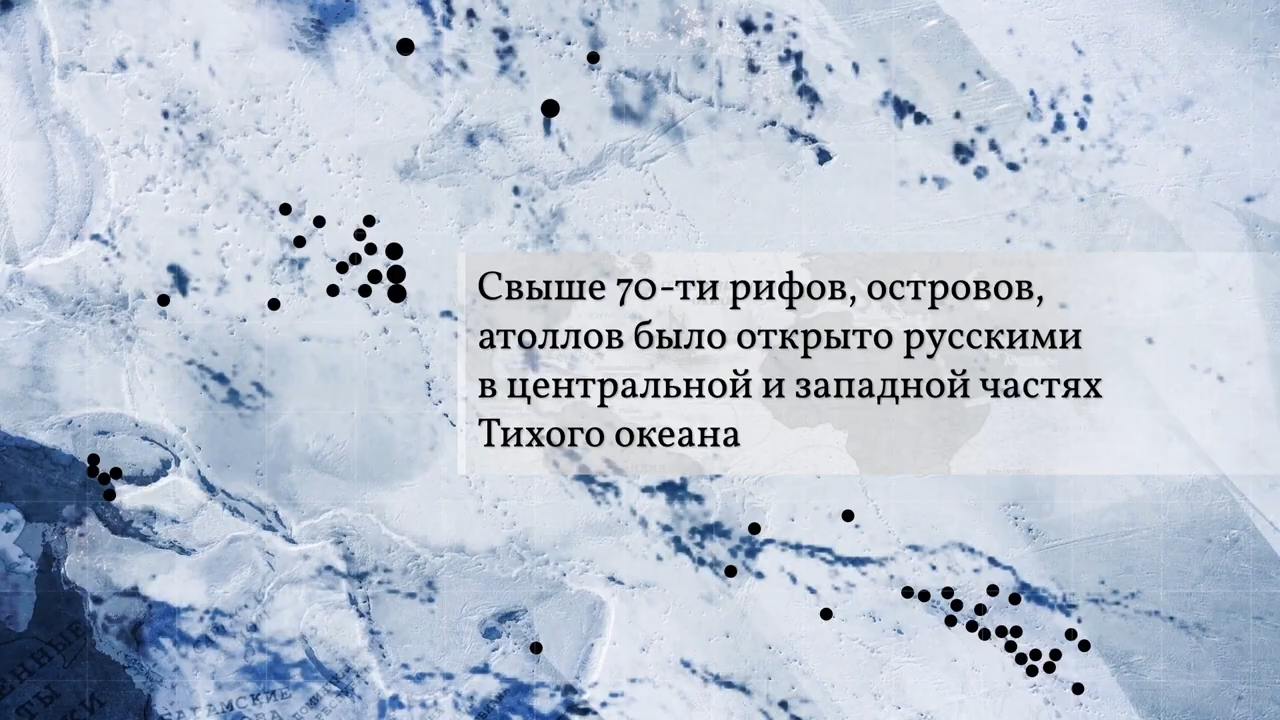 Свыше 70-ти рифов, островов,
атоллов было открыто русскими
в центральной и западной частях
Тихого океана